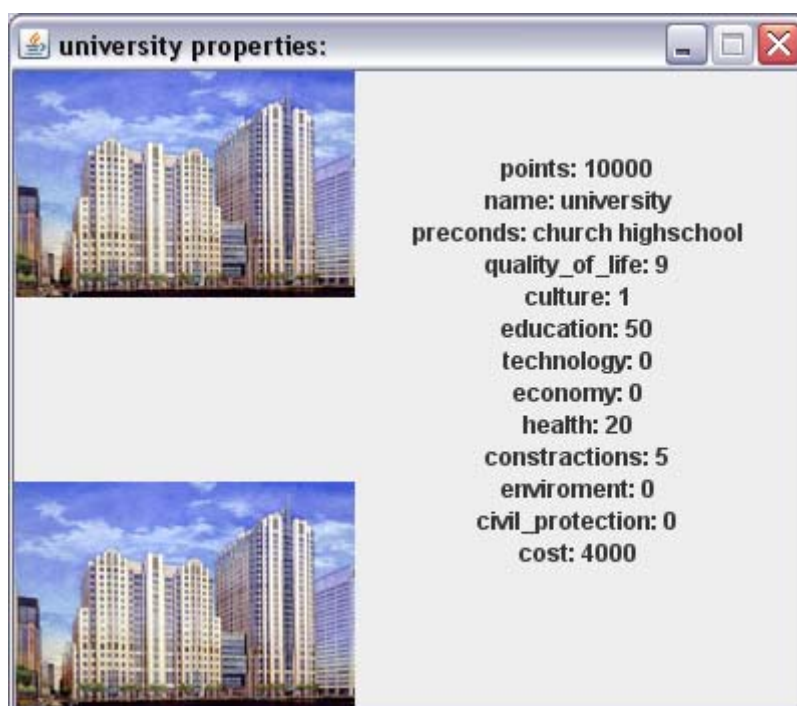 university properties:
points: 10000
name: university
preconds: church highschool
quality_of_life: 9
culture: 1
education: 50
technology: 0
economy: 0
health: 20
constractions: 5
enviroment: 0
civil_protection: 0
cost: 4000